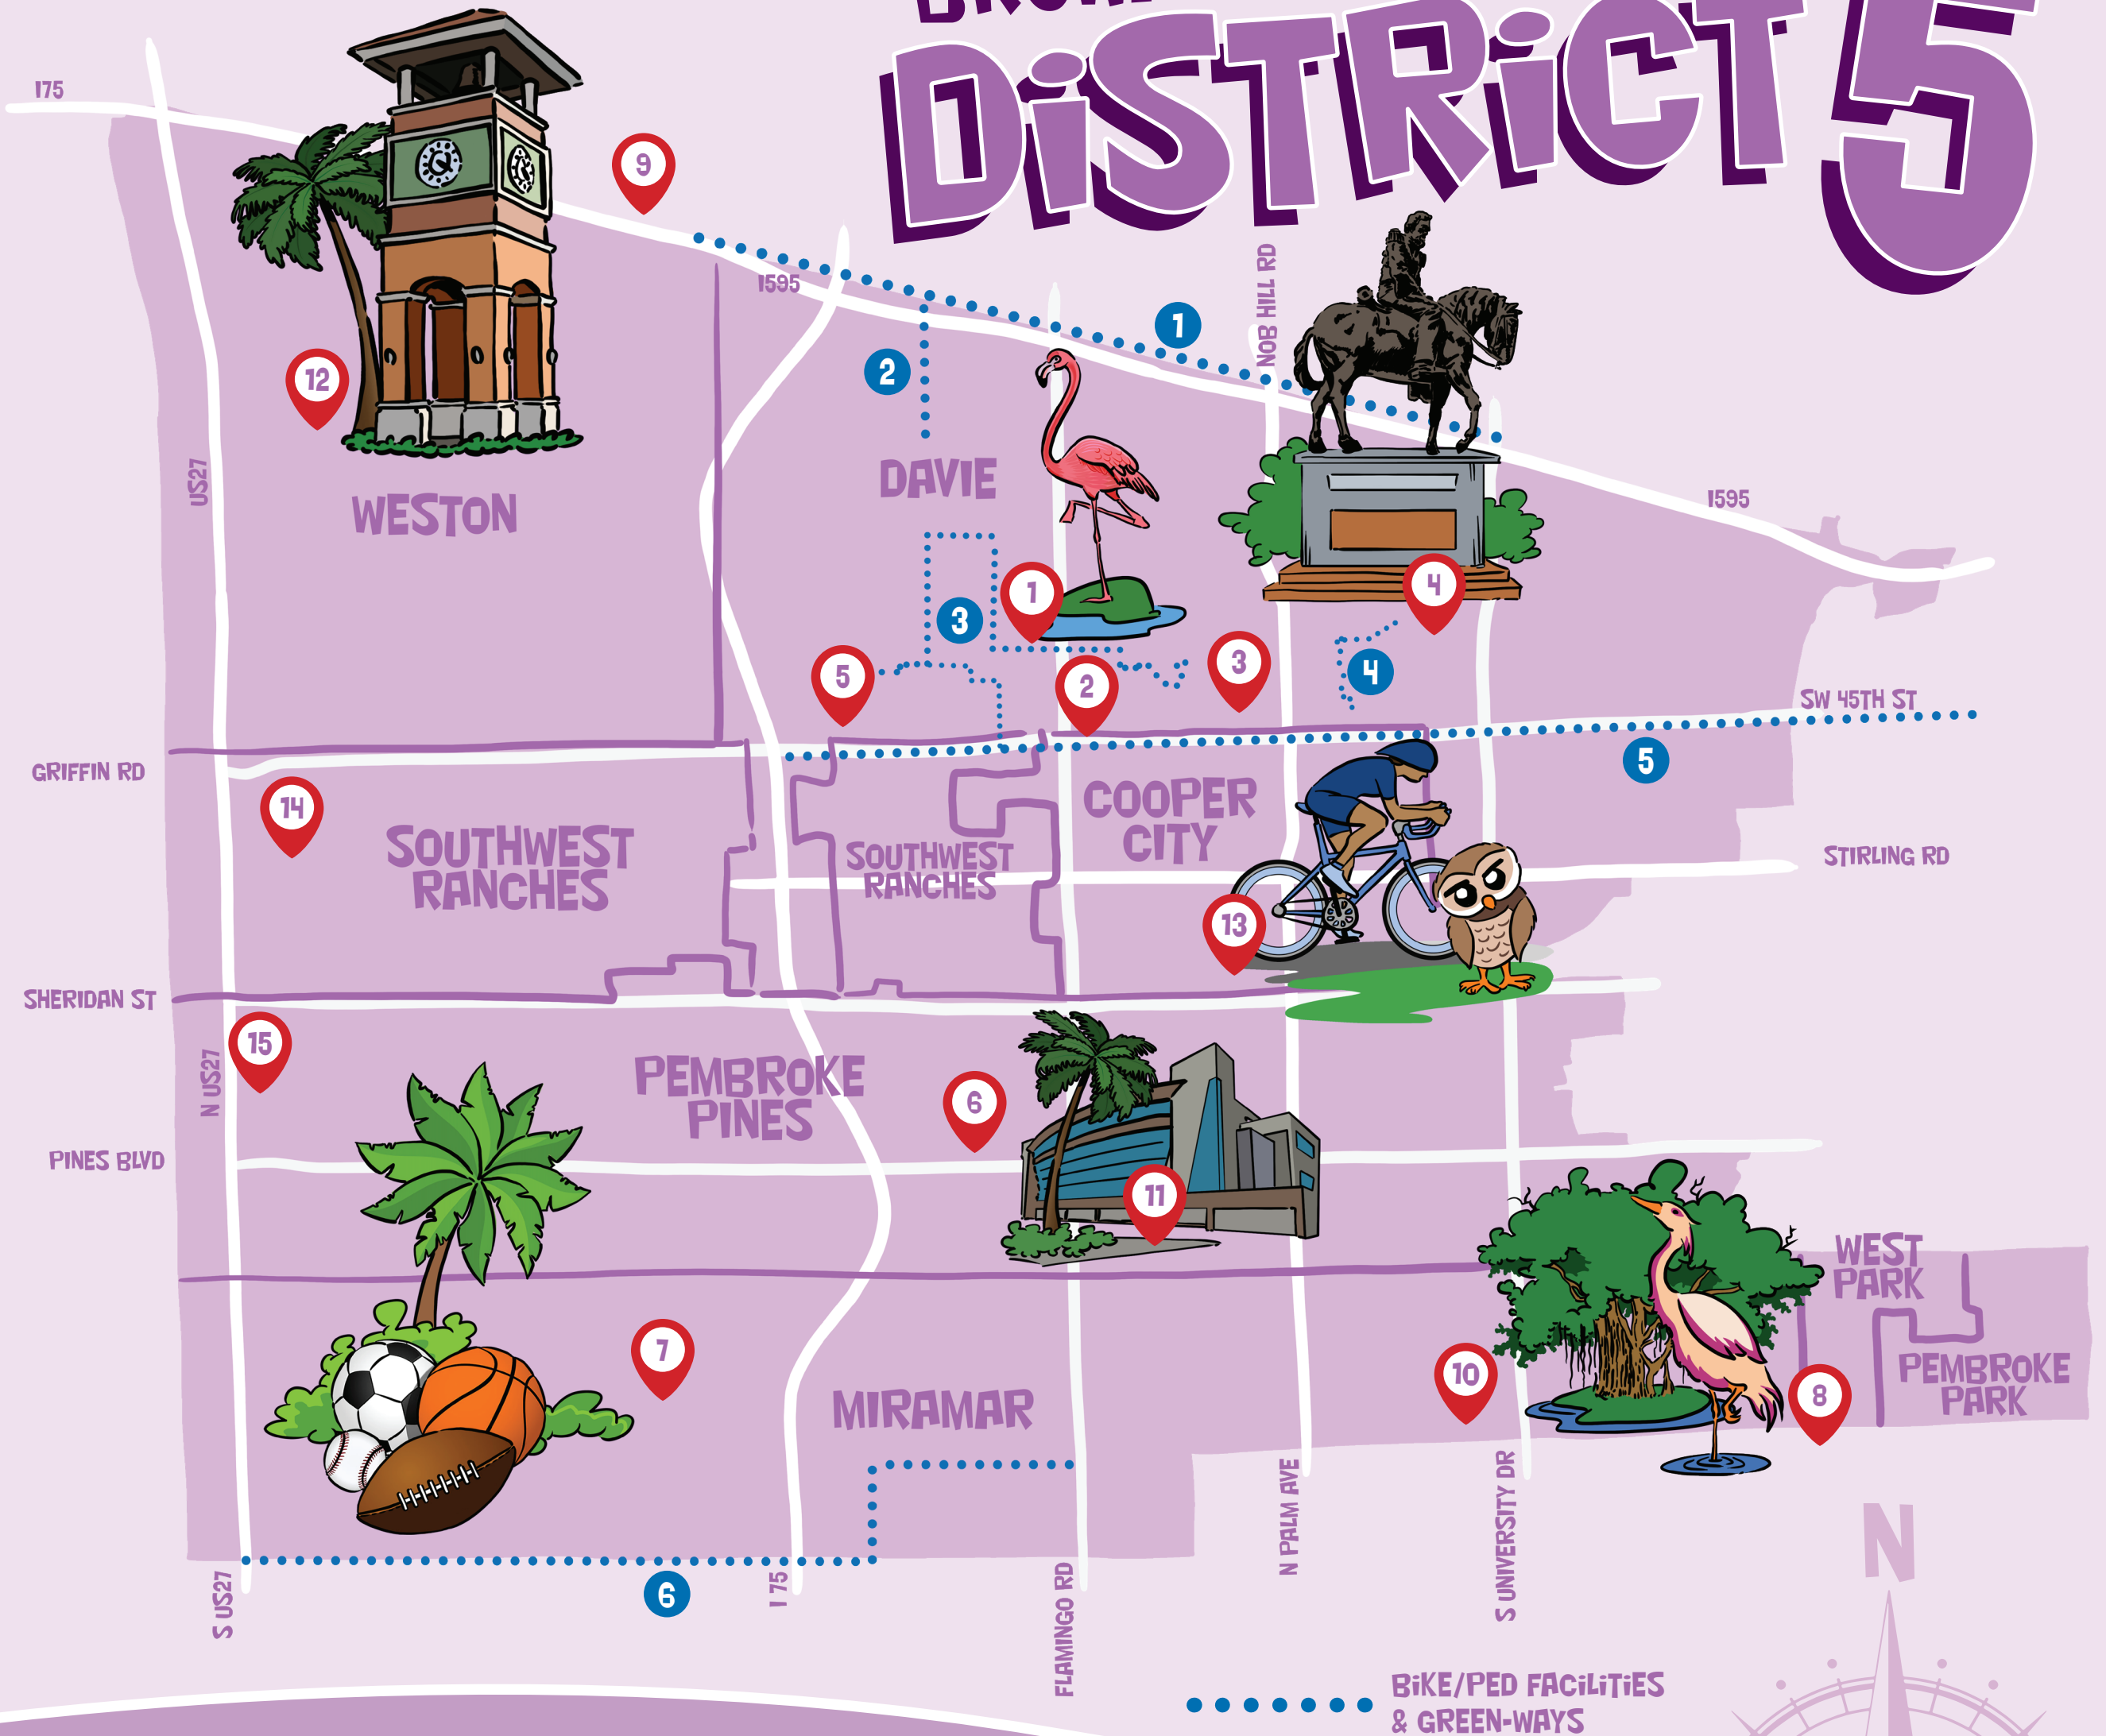 DiSTRiCT 5
I75
9
I595
NOB HILL RD
1
2
12
US27
DAVIE
WESTON
I595
1
4
3
5
2
3
4
SW 45TH ST
GRIFFIN RD
5
14
COOPER
CITY
SOUTHWEST
RANCHES
SOUTHWEST
RANCHES
STIRLING RD
13
SHERIDAN ST
15
N US27
PEMBROKE
PINES
6
PINES BLVD
11
WEST
PARK
7
10
8
PEMBROKE
PARK
MIRAMAR
6
S US27
I 75
FLAMINGO RD
N PALM AVE
S UNIVERSITY DR
N
BiKE/PED FACiLiTiES
& GREEN-WAYS